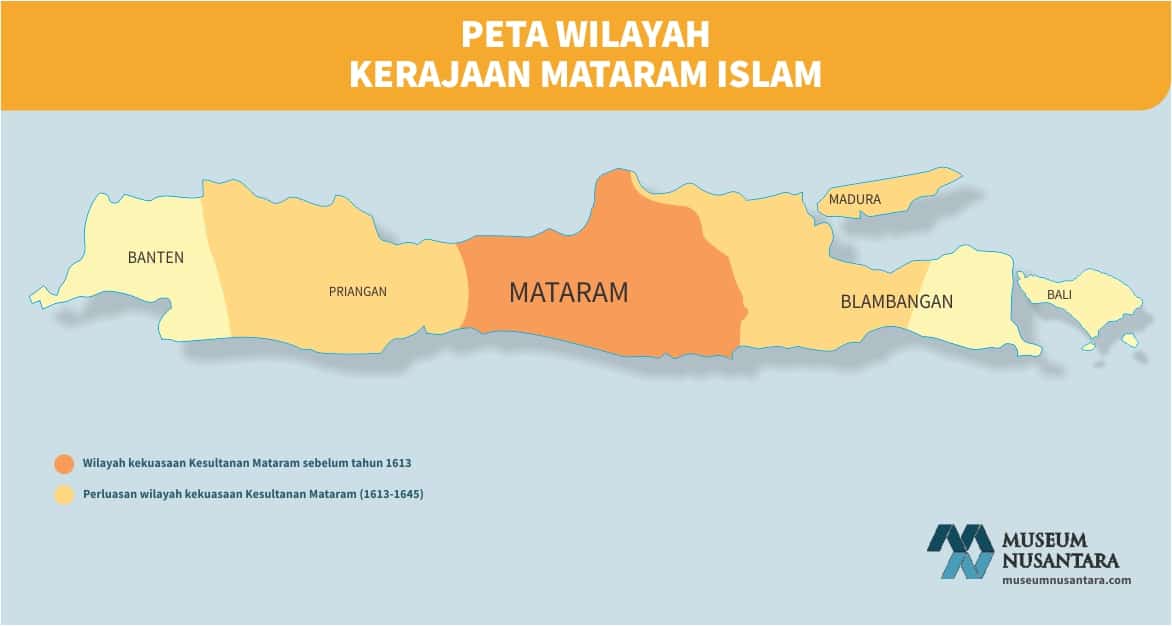 PETA WILAYAH
KERAJAAN MATARAM ISLAM
MADURA
BANTEN
PRIANGAN
MATARAM
BLAMBANGAN
BALI
Wilayah kekuasaan Kesultanan Mataram sebelum tahun 1613
Perluasan wilayah kekuasaan Kesultanan Mataram (1613-1645)
MUSEUM
NUSANTARA
museumnusantara.com